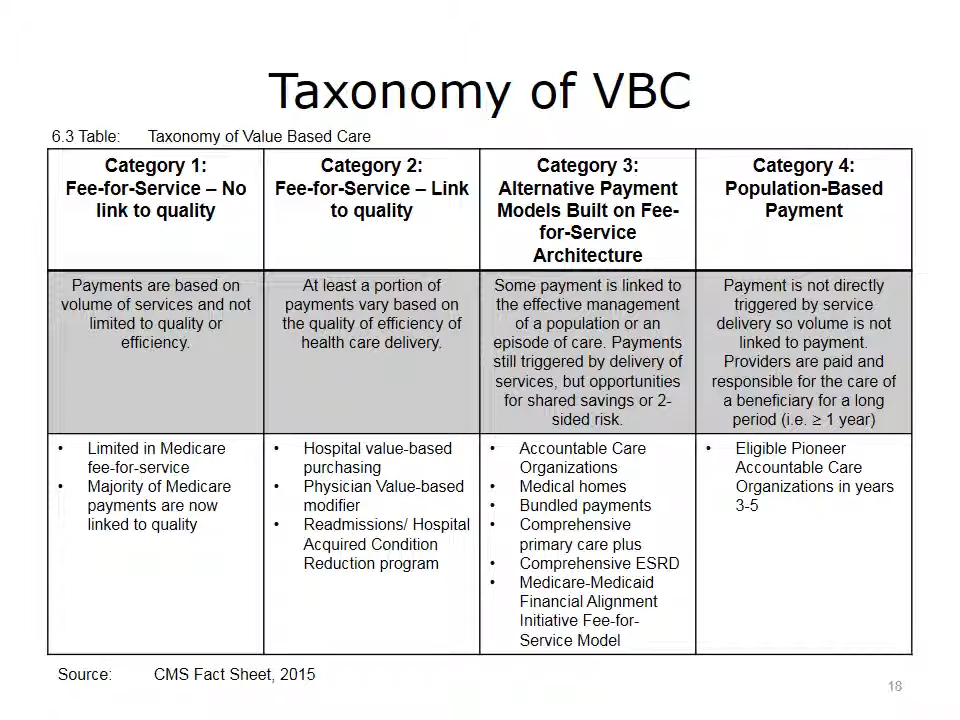 Taxonomy of VBC
6.3 Table: Taxonomy of Value Based Care
Category 1:
Fee-for-Service – No
link to quality
Category 2:
Fee-for-Service – Link
to quality
Category 3:
Alternative Payment
Models Built on Fee-
for-Service
Architecture
Category 4:
Population-Based
Payment
Payments are based on
volume of services and not
limited to quality or
efficiency.
At least a portion of
payments vary based on
the quality of efficiency of
health care delivery.
Some payment is linked to
the effective management
of a population or an
episode of care. Payments
still triggered by delivery of
services, but opportunities
for shared savings or 2-
sided risk.
Payment is not directly
triggered by service
delivery so volume is not
linked to payment.
Providers are paid and
responsible for the care of
a beneficiary for a long
period (i.e. ≥ 1 year)
• Limited in Medicare
fee-for-service
• Majority of Medicare
payments are now
linked to quality
• Hospital value-based
purchasing
• Physician Value-based
modifier
• Readmissions/ Hospital
Acquired Condition
Reduction program
• Accountable Care
Organizations
• Medical homes
• Bundled payments
• Comprehensive
primary care plus
• Comprehensive ESRD
• Medicare-Medicaid
Financial Alignment
Initiative Fee-for-
Service Model
• Eligible Pioneer
Accountable Care
Organizations in years
3-5
Source: CMS Fact Sheet, 2015
18